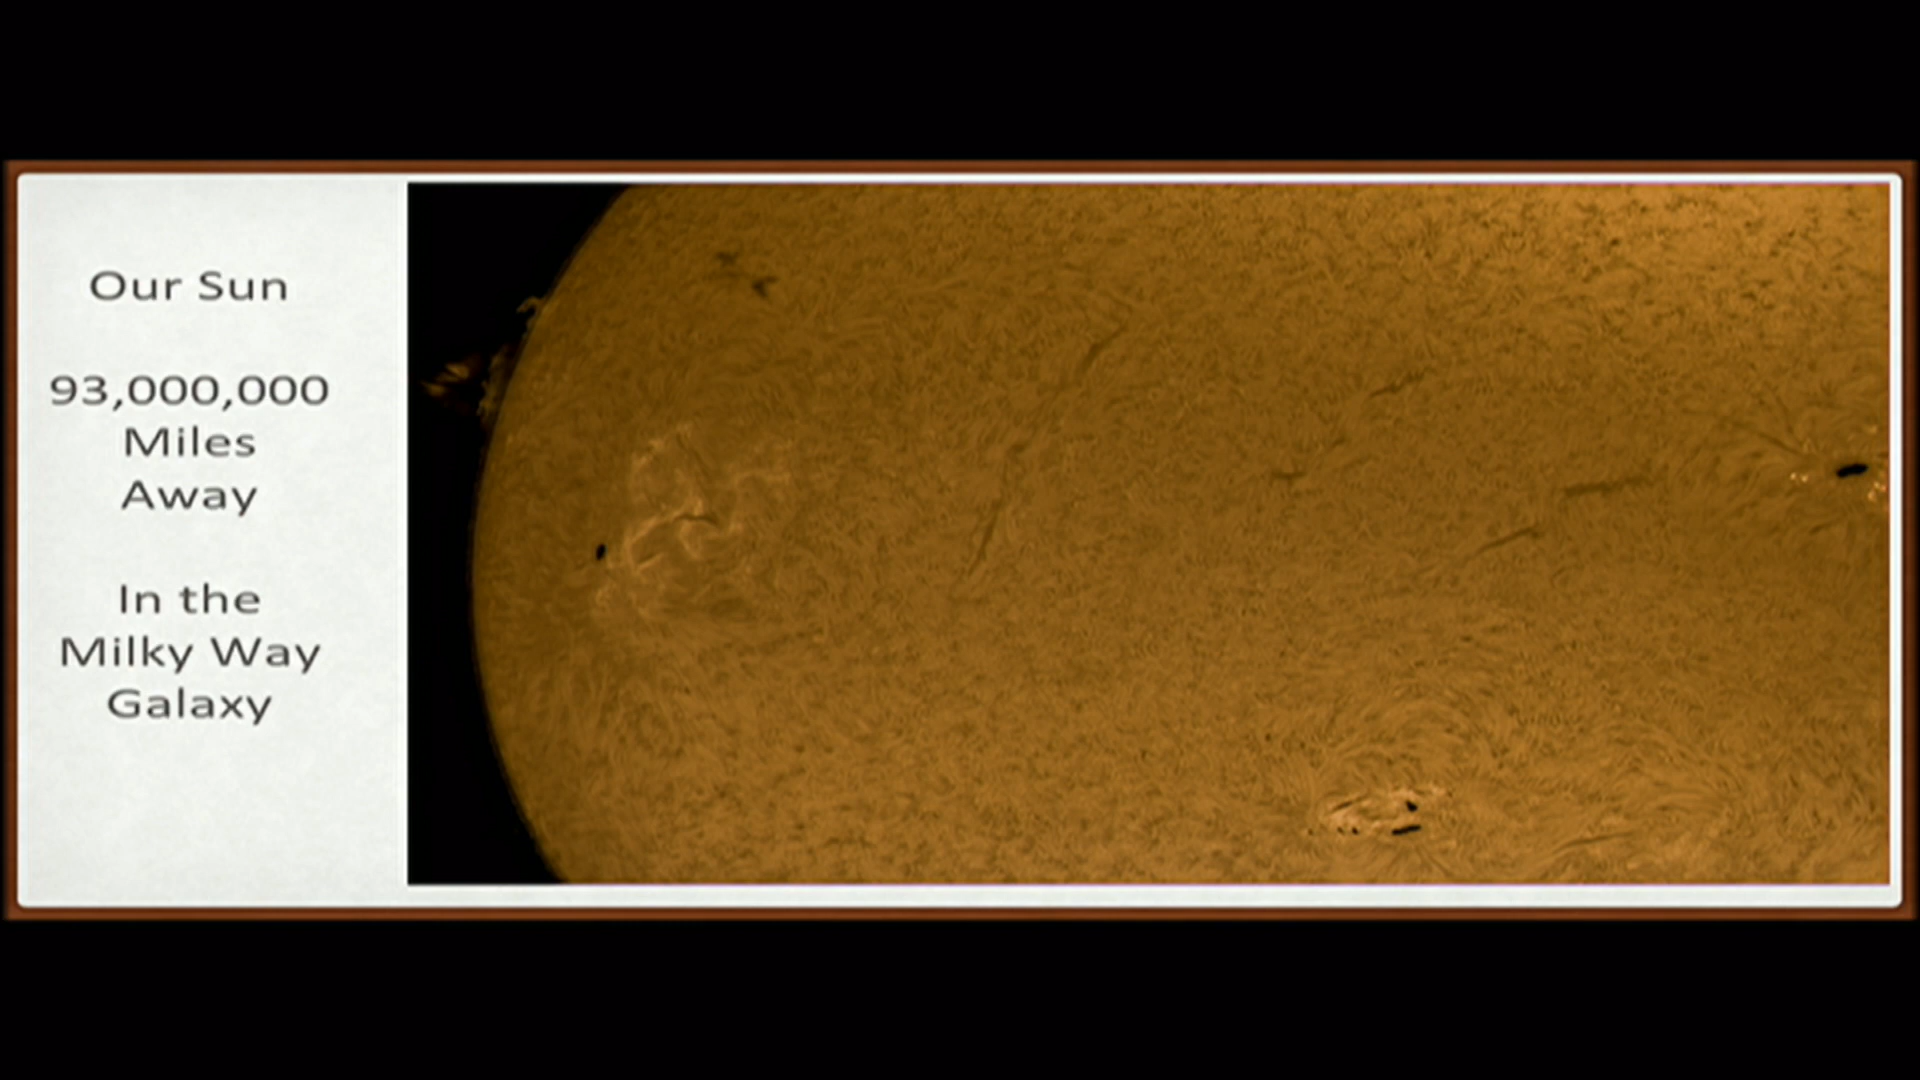 Our Sun
93,000,000
Miles
Away
In the
Milky Way
Galaxy